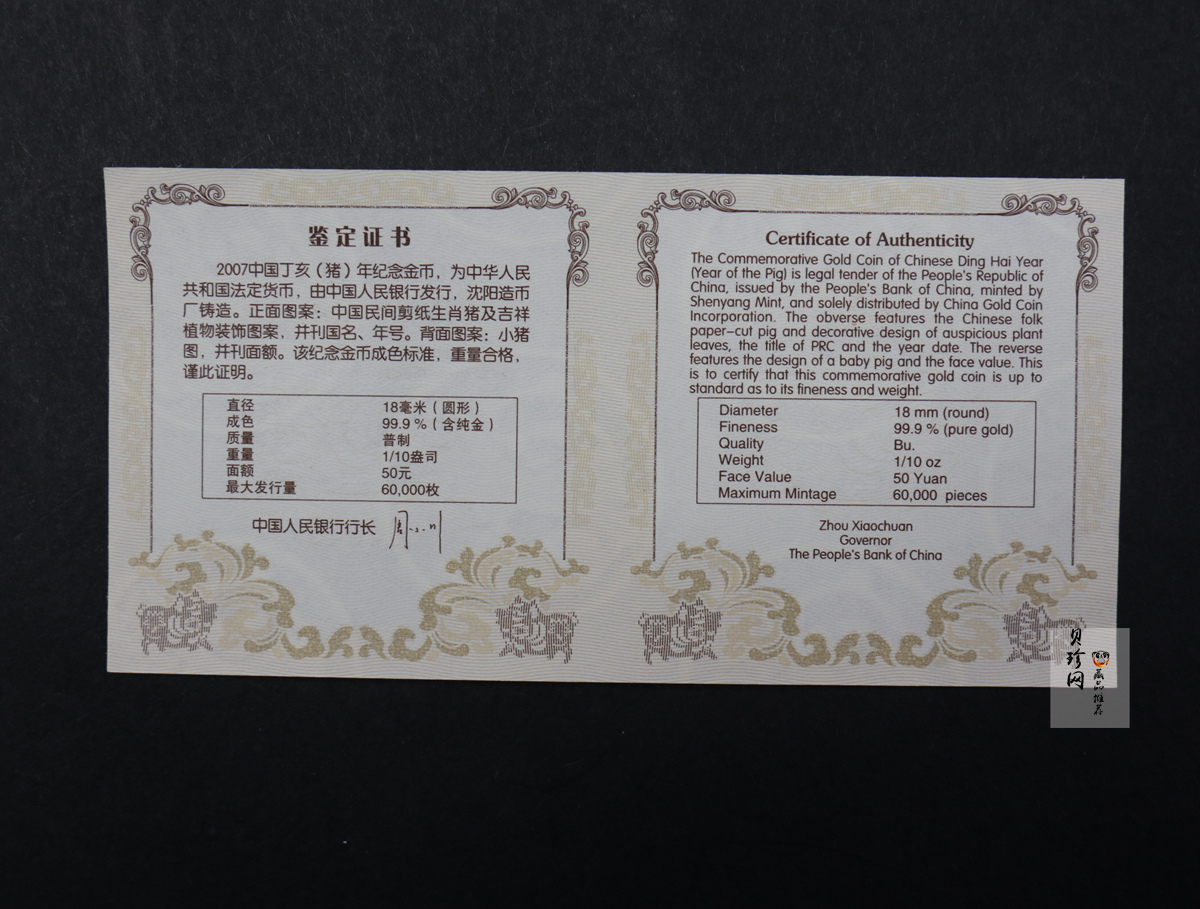 鉴定证书
2007中国丁亥（猪）年纪念金币，为中华人民
共和国法定货币，由中国人民银行发行，沈阳造币
厂铸造。正面图案：中国民间剪纸生肖猪及吉祥
植物装饰图案，并刊国名、年号。背面图案：小猪
图，并刊面额。该纪念金币成色标准，重量合格，
谨此证明。
直径 18毫米（圆形）
成色 99.9％（含纯金）
质量 普制
重量 1/10盎司
面额 50元
最大发行量 60,000枚
中国人民银行行长 周小川
Certificate of Authenticity
The Commemorative Gold Coin of Chinese Ding Hai Year
(Year of the Pig) is legal tender of the People's Republic of
China, issued by the People's Bank of China, minted by
Shenyang Mint, and solely distributed by China Gold Coin
Incorporation. The obverse features the Chinese folk
paper-cut pig and decorative design of auspicious plant
leaves, the title of PRC and the year date. The reverse
features the design of a baby pig and the face value. This
is to certify that this commemorative gold coin is up to
standard as to its fineness and weight.
Diameter 18 mm (round)
Fineness 99.9 % (pure gold)
Quality Bu.
Weight 1/10 oz
Face Value 50 Yuan
Maximum Mintage 60,000 pieces
Zhou Xiaochuan
Governor
The People's Bank of China
贝珍网
藏品推荐